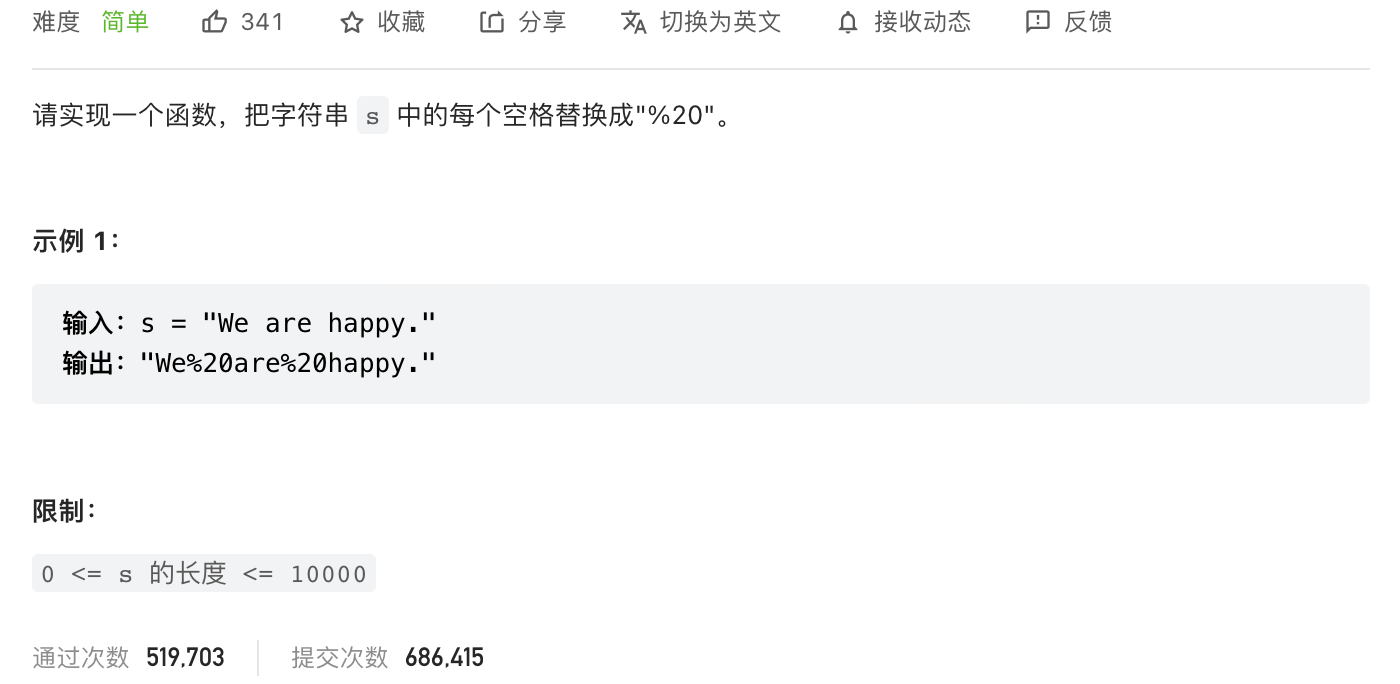 难度 简单 341 收藏 分享 切换为英文 接收动态 反馈
请实现一个函数，把字符串 s 中的每个空格替换成"%20"。
示例 1：
输入：s = "We are happy."
输出："We%20are%20happy."
限制：
0 <= s 的长度 <= 10000
通过次数 519,703 提交次数 686,415